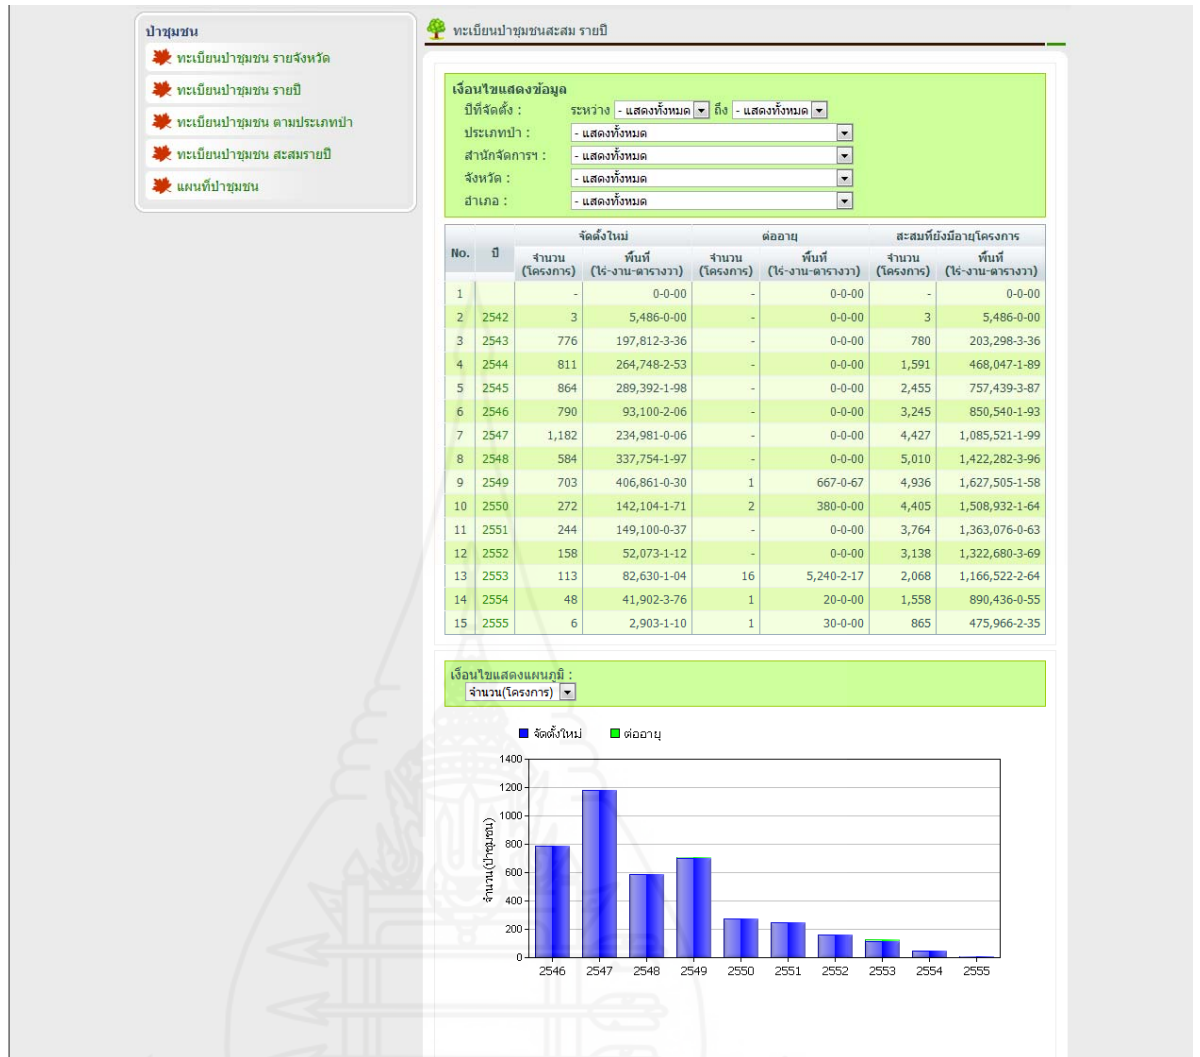 ป่าชุมชน
ทะเบียนป่าชุมชน รายจังหวัด
ทะเบียนป่าชุมชน รายปี
ทะเบียนป่าชุมชน ตามประเภทป่า
ทะเบียนป่าชุมชน สะสมรายปี
แผนที่ป่าชุมชน
ทะเบียนป่าชุมชนสะสม รายปี
เงื่อนไขแสดงข้อมูล
ปีที่จัดตั้ง : ระหว่าง - แสดงทั้งหมด ถึง - แสดงทั้งหมด
ประเภทป่า : - แสดงทั้งหมด
สำนักจัดการฯ : - แสดงทั้งหมด
จังหวัด : - แสดงทั้งหมด
อำเภอ : - แสดงทั้งหมด
No. ปี จัดตั้งใหม่ ต่ออายุ สะสมที่ยังมีอายุโครงการ
จำนวน พื้นที่ จำนวน พื้นที่ จำนวน พื้นที่
(โครงการ) (ไร่-งาน-ตารางวา) (โครงการ) (ไร่-งาน-ตารางวา) (โครงการ) (ไร่-งาน-ตารางวา)
1 - 0-0-00 - 0-0-00 - 0-0-00
2 2542 3 5,486-0-00 - 0-0-00 3 5,486-0-00
3 2543 776 197,812-3-36 - 0-0-00 780 203,298-3-36
4 2544 811 264,748-2-53 - 0-0-00 1,591 468,047-1-89
5 2545 864 289,392-1-98 - 0-0-00 2,455 757,439-3-87
6 2546 790 93,100-2-06 - 0-0-00 3,245 850,540-1-93
7 2547 1,182 234,981-0-06 - 0-0-00 4,427 1,085,521-1-99
8 2548 584 337,754-1-97 - 0-0-00 5,010 1,422,282-3-96
9 2549 703 406,861-0-30 1 667-0-67 4,936 1,627,505-1-58
10 2550 272 142,104-1-71 2 380-0-00 4,405 1,508,932-1-64
11 2551 244 149,100-0-37 - 0-0-00 3,764 1,363,076-0-63
12 2552 158 52,073-1-12 - 0-0-00 3,138 1,322,680-3-69
13 2553 113 82,630-1-04 16 5,240-2-17 2,068 1,166,522-2-64
14 2554 48 41,902-3-76 1 20-0-00 1,558 890,436-0-55
15 2555 6 2,903-1-10 1 30-0-00 865 475,966-2-35
เงื่อนไขแสดงแผนภูมิ :
จำนวน(โครงการ)
จัดตั้งใหม่ ต่ออายุ
จำนวน(ป่าชุมชน)
1400
1200
1000
800
600
400
200
0
2546 2547 2548 2549 2550 2551 2552 2553 2554 2555